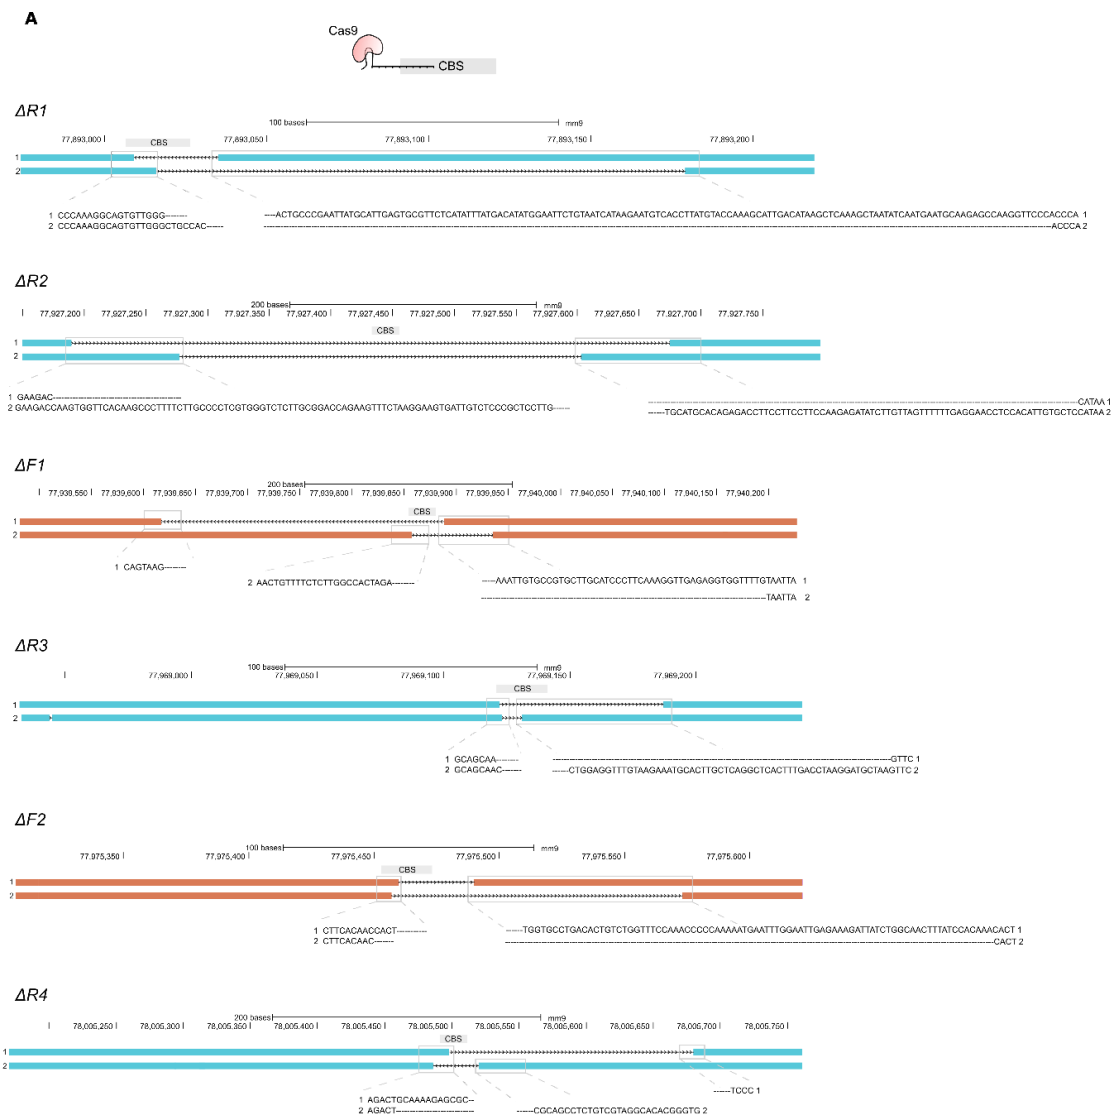 A
Cas9
CBS
ΔR1
100 bases mm9
77,893,000 77,893,050 77,893,100 77,893,150 77,893,200
CBS
1
2
1 CCCAAAGGCAGTGTTGGG--------
2 CCCAAAGGCAGTGTTGGGCTGCCAC------
----ACTGCCCGAATTATGCATTGAGTGCGTTCTCATATTTATGACATATGGAATTCTGTAATCATAAGAATGTCACCTTATGTACCAAAGCATTGACATAAGCTCAAAGCTAATATCAATGAATGCAAGAGCCAAGGTTCCCACCCA 1
ACCCA 2
ΔR2
200 bases mm9
77,927,200 77,927,250 77,927,300 77,927,350 77,927,400 77,927,450 77,927,500 77,927,550 77,927,600 77,927,650 77,927,700 77,927,750
CBS
1
2
1 GAAGAC
2 GAAGACCAAGTGGTTCACAAGCCCTTTTCTTGCCCCTCGTGGGTCTCTTGCGGACCAGAAGTTTCTAAGGAAGTGATTGTCTCCCGCTCCTTG------
CATAA 1
------TGCATGCACAGAGACCTTCCTTCCTTCCAAGAGATATCTTGTTAGTTTTTTGAGGAACCTCCACATTGTGCTCCATAA 2
ΔF1
200 bases
77,939,550 77,939,600 77,939,650 77,939,700 77,939,750 77,939,800 77,939,850 77,939,900 77,939,950 77,940,000 77,940,050 77,940,100 77,940,150 77,940,200
CBS
1
2
1 CAGTAAG--------
2 AACTGTTTTCTCTTGGCCACTAGA--------
-----AAATTGTGCCGTGCTTGCATCCCTTCAAAGGTTGAGAGGTGGTTTTGTAATTA 1
TAATTA 2
ΔR3
100 bases mm9
77,969,000 77,969,050 77,969,100 77,969,150 77,969,200
CBS
1
2
1 GCAGCAA--------
2 GCAGCAAC-------
GTTC 1
------CTGGAGGTTTGTAAGAAATGCACTTGCTCAGGCTCACTTTGACCTAAGGATGCTAAGTTC 2
ΔF2
100 bases mm9
77,975,350 77,975,400 77,975,450 77,975,500 77,975,550 77,975,600
CBS
1
2
1 CTTCACAACCACT-----------
2 CTTCACAAC-------
------TGGTGCCTGACACTGTCTGGTTTCCAAACCCCCAAAAATGAATTTGGAATTGAGAAAGATTATCTGGCAACTTTATCCACAAACACT 1
CACT 2
ΔR4
200 bases mm9
78,005,250 78,005,300 78,005,350 78,005,400 78,005,450 78,005,500 78,005,550 78,005,600 78,005,650 78,005,700 78,005,750
CBS
1
2
------TCCC 1
1 AGACTGCAAAAGAGCGC--
2 AGACT
------CGCAGCCTCTGTCGTAGGCACACGGGTG 2